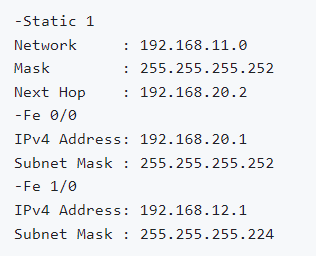 -Static 1
Network     : 192.168.11.0
Mask        : 255.255.255.252
Next Hop    : 192.168.20.2
-Fe 0/0
IPv4 Address: 192.168.20.1
Subnet Mask : 255.255.255.252
-Fe 1/0
IPv4 Address: 192.168.12.1
Subnet Mask : 255.255.255.224